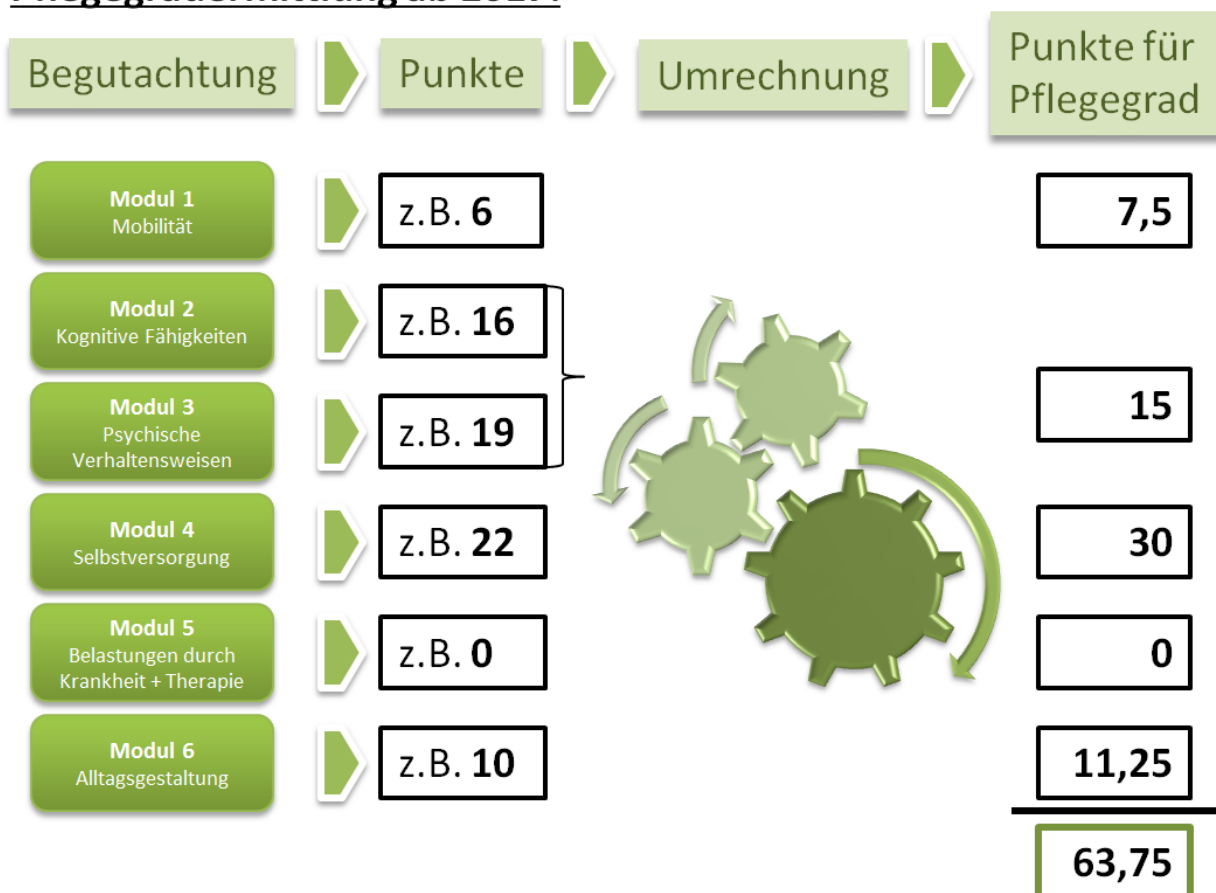 Begutachtung
Punkte
Umrechnung
Punkte für
Pflegegrad
Modul 1
Mobilität
z.B. 6
7,5
Modul 2
Kognitive Fähigkeiten
z.B. 16
Modul 3
Psychische
Verhaltensweisen
z.B. 19
15
Modul 4
Selbstversorgung
z.B. 22
30
Modul 5
Belastungen durch
Krankheit + Therapie
z.B. 0
0
Modul 6
Alltagsgestaltung
z.B. 10
11,25
63,75